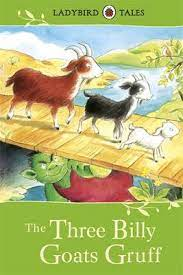 LADYBIRD TALES
The Three Billy
Goats Gruff